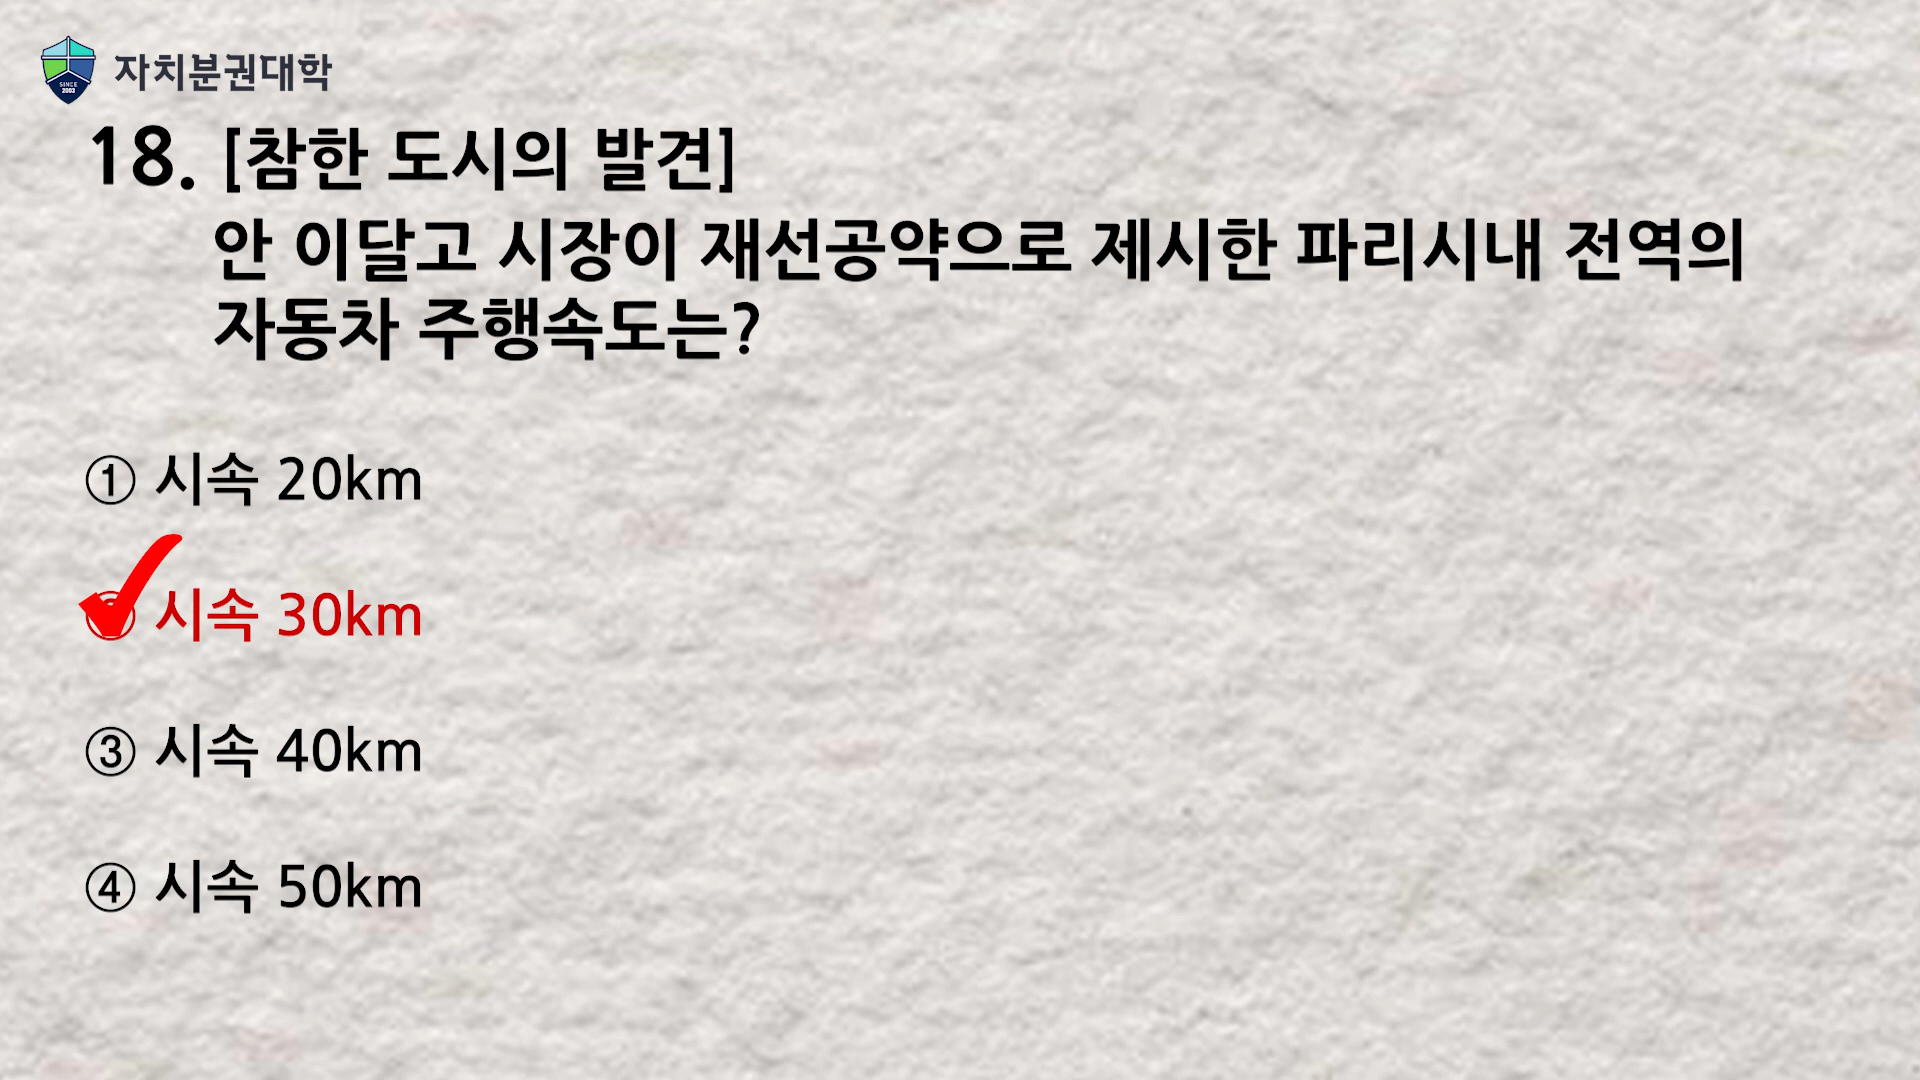 SINCE
2003
자치분권대학
18. [참한 도시의 발견]
안 이달고 시장이 재선공약으로 제시한 파리시내 전역의
자동차 주행속도는?
① 시속 20km
시속 30km
③ 시속 40km
④ 시속 50km